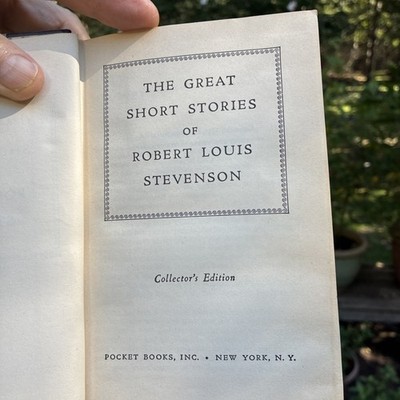 THE GREAT
SHORT STORIES
OF
ROBERT LOUIS
STEVENSON
Collector's Edition
POCKET BOOKS, INC. • NEW YORK, N. Y.